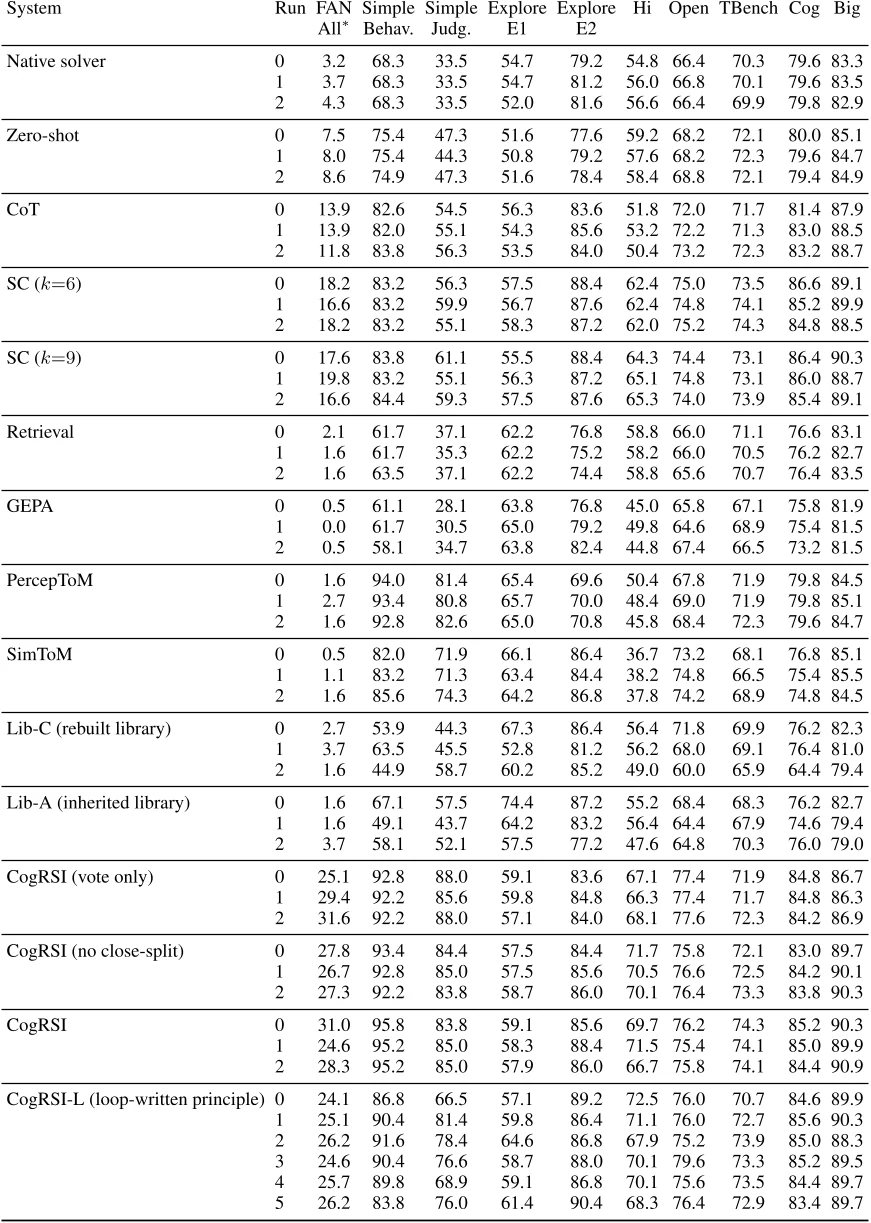 System Run FAN Simple Simple Explore Explore Hi Open TBench Cog Big
All* Behav. Judg. E1 E2
Native solver 0 3.2 68.3 33.5 54.7 79.2 54.8 66.4 70.3 79.6 83.3
1 3.7 68.3 33.5 54.7 81.2 56.0 66.8 70.1 79.6 83.5
2 4.3 68.3 33.5 52.0 81.6 56.6 66.4 69.9 79.8 82.9
Zero-shot 0 7.5 75.4 47.3 51.6 77.6 59.2 68.2 72.1 80.0 85.1
1 8.0 75.4 44.3 50.8 79.2 57.6 68.2 72.3 79.6 84.7
2 8.6 74.9 47.3 51.6 78.4 58.4 68.8 72.1 79.4 84.9
CoT 0 13.9 82.6 54.5 56.3 83.6 51.8 72.0 71.7 81.4 87.9
1 13.9 82.0 55.1 54.3 85.6 53.2 72.2 71.3 83.0 88.5
2 11.8 83.8 56.3 53.5 84.0 50.4 73.2 72.3 83.2 88.7
SC (k=6) 0 18.2 83.2 56.3 57.5 88.4 62.4 75.0 73.5 86.6 89.1
1 16.6 83.2 59.9 56.7 87.6 62.4 74.8 74.1 85.2 89.9
2 18.2 83.2 55.1 58.3 87.2 62.0 75.2 74.3 84.8 88.5
SC (k=9) 0 17.6 83.8 61.1 55.5 88.4 64.3 74.4 73.1 86.4 90.3
1 19.8 83.2 55.1 56.3 87.2 65.1 74.8 73.1 86.0 88.7
2 16.6 84.4 59.3 57.5 87.6 65.3 74.0 73.9 85.4 89.1
Retrieval 0 2.1 61.7 37.1 62.2 76.8 58.8 66.0 71.1 76.6 83.1
1 1.6 61.7 35.3 62.2 75.2 58.2 66.0 70.5 76.2 82.7
2 1.6 63.5 37.1 62.2 74.4 58.8 65.6 70.7 76.4 83.5
GEPA 0 0.5 61.1 28.1 63.8 76.8 45.0 65.8 67.1 75.8 81.9
1 0.0 61.7 30.5 65.0 79.2 49.8 64.6 68.9 75.4 81.5
2 0.5 58.1 34.7 63.8 82.4 44.8 67.4 66.5 73.2 81.5
PercepToM 0 1.6 94.0 81.4 65.4 69.6 50.4 67.8 71.9 79.8 84.5
1 2.7 93.4 80.8 65.7 70.0 48.4 69.0 71.9 79.8 85.1
2 1.6 92.8 82.6 65.0 70.8 45.8 68.4 72.3 79.6 84.7
SimToM 0 0.5 82.0 71.9 66.1 86.4 36.7 73.2 68.1 76.8 85.1
1 1.1 83.2 71.3 63.4 84.4 38.2 74.8 66.5 75.4 85.5
2 1.6 85.6 74.3 64.2 86.8 37.8 74.2 68.9 74.8 84.5
Lib-C (rebuilt library) 0 2.7 53.9 44.3 67.3 86.4 56.4 71.8 69.9 76.2 82.3
1 3.7 63.5 45.5 52.8 81.2 56.2 68.0 69.1 76.4 81.0
2 1.6 44.9 58.7 60.2 85.2 49.0 60.0 65.9 64.4 79.4
Lib-A (inherited library) 0 1.6 67.1 57.5 74.4 87.2 55.2 68.4 68.3 76.2 82.7
1 1.6 49.1 43.7 64.2 83.2 56.4 64.4 67.9 74.6 79.4
2 3.7 58.1 52.1 57.5 77.2 47.6 64.8 70.3 76.0 79.0
CogRSI (vote only) 0 25.1 92.8 88.0 59.1 83.6 67.1 77.4 71.9 84.8 86.7
1 29.4 92.2 85.6 59.8 84.8 66.3 77.4 71.7 84.8 86.3
2 31.6 92.2 88.0 57.1 84.0 68.1 77.6 72.3 84.2 86.9
CogRSI (no close-split) 0 27.8 93.4 84.4 57.5 84.4 71.7 75.8 72.1 83.0 89.7
1 26.7 92.8 85.0 57.5 85.6 70.5 76.6 72.5 84.2 90.1
2 27.3 92.2 83.8 58.7 86.0 70.1 76.4 73.3 83.8 90.3
CogRSI 0 31.0 95.8 83.8 59.1 85.6 69.7 76.2 74.3 85.2 90.3
1 24.6 95.2 85.0 58.3 88.4 71.5 75.4 74.1 85.0 89.9
2 28.3 95.2 85.0 57.9 86.0 66.7 75.8 74.1 84.4 90.9
CogRSI-L (loop-written principle) 0 24.1 86.8 66.5 57.1 89.2 72.5 76.0 70.7 84.6 89.9
1 25.1 90.4 81.4 59.8 86.4 71.1 76.0 72.7 85.6 90.3
2 26.2 91.6 78.4 64.6 86.8 67.9 75.2 73.9 85.0 88.3
3 24.6 90.4 76.6 58.7 88.0 70.1 79.6 73.3 85.2 89.5
4 25.7 89.8 68.9 59.1 86.8 70.1 75.6 73.5 84.4 89.7
5 26.2 83.8 76.0 61.4 90.4 68.3 76.4 72.9 83.4 89.7